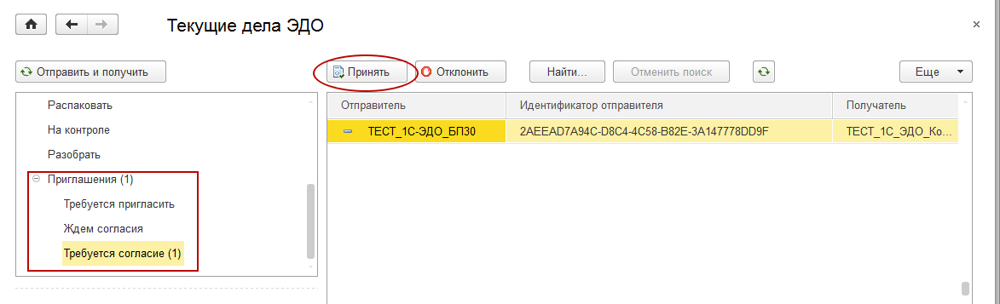 Текущие дела ЭДО
Отправить и получить
Принять
Отклонить
Найти...
Отменить поиск
Еще
Распаковать
На контроле
Разобрать
Приглашения (1)
Требуется пригласить
Ждем согласия
Требуется согласие (1)
Отправитель Идентификатор отправителя Получатель
ТЕСТ_1С-ЭДО_БП30 2AEEAD7A94C-D8C4-4C58-B82E-3A147778DD9F ТЕСТ_1С_ЭДО_Ко...